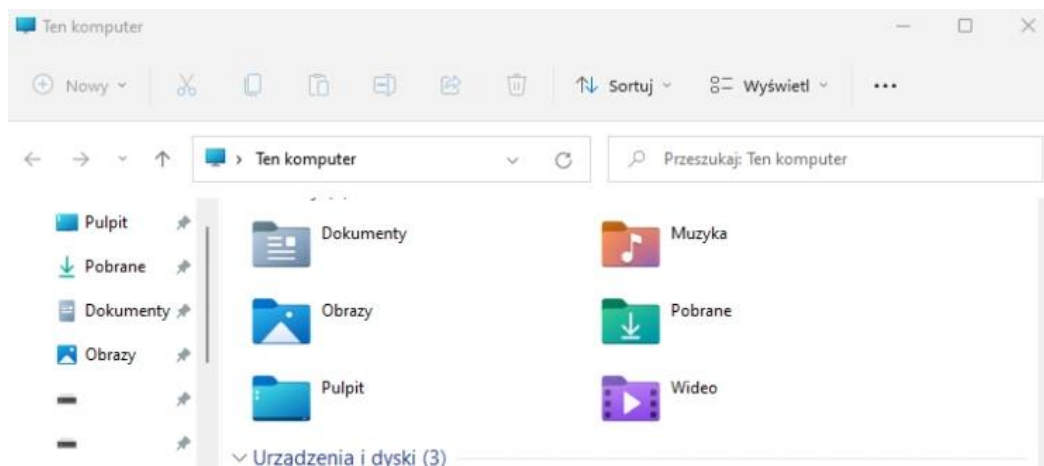 Ten komputer
Nowy Sortuj Wyświetl
Ten komputer Przeszukaj: Ten komputer
Pulpit
Pobrane
Dokumenty
Obrazy
Dokumenty Muzyka
Obrazy Pobrane
Pulpit Wideo
Urządzenia i dyski (3)